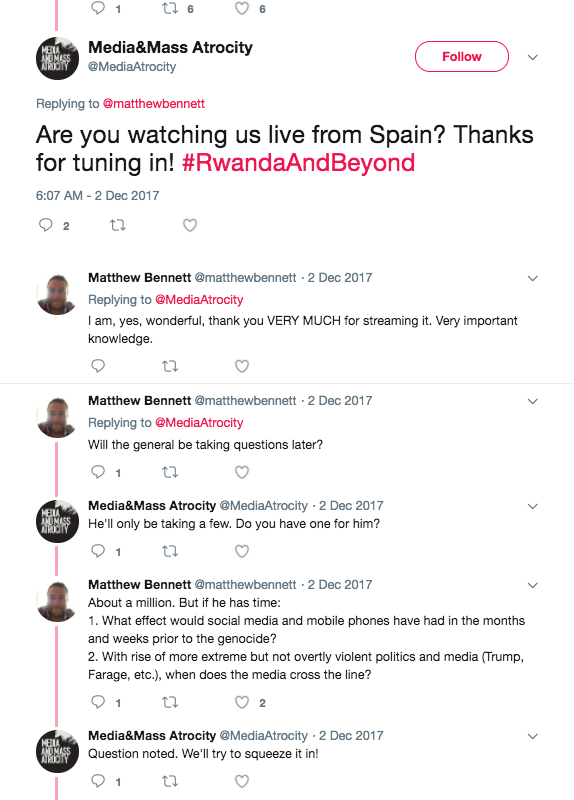 1 6 6
MEDIA
AND MASS
ATROCITY
Media&Mass Atrocity
@MediaAtrocity
Follow
Replying to @matthewbennett
Are you watching us live from Spain? Thanks
for tuning in! #RwandaAndBeyond
6:07 AM - 2 Dec 2017
2
Matthew Bennett @matthewbennett · 2 Dec 2017
Replying to @MediaAtrocity
I am, yes, wonderful, thank you VERY MUCH for streaming it. Very important
knowledge.
Matthew Bennett @matthewbennett · 2 Dec 2017
Replying to @MediaAtrocity
Will the general be taking questions later?
1
MEDIA
AND MASS
ATROCITY
Media&Mass Atrocity @MediaAtrocity · 2 Dec 2017
He'll only be taking a few. Do you have one for him?
1
Matthew Bennett @matthewbennett · 2 Dec 2017
About a million. But if he has time:
1. What effect would social media and mobile phones have had in the months
and weeks prior to the genocide?
2. With rise of more extreme but not overtly violent politics and media (Trump,
Farage, etc.), when does the media cross the line?
1 2
MEDIA
AND MASS
ATROCITY
Media&Mass Atrocity @MediaAtrocity · 2 Dec 2017
Question noted. We'll try to squeeze it in!
1